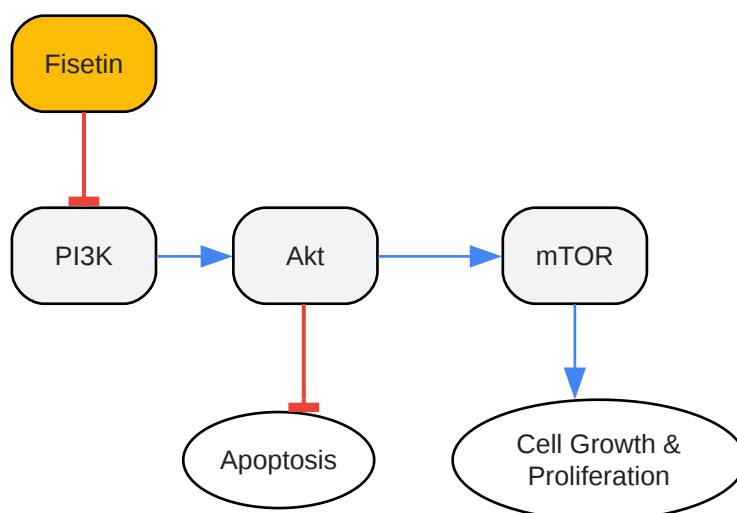 Fisetin
PI3K
Akt
mTOR
Apoptosis
Cell Growth &
Proliferation